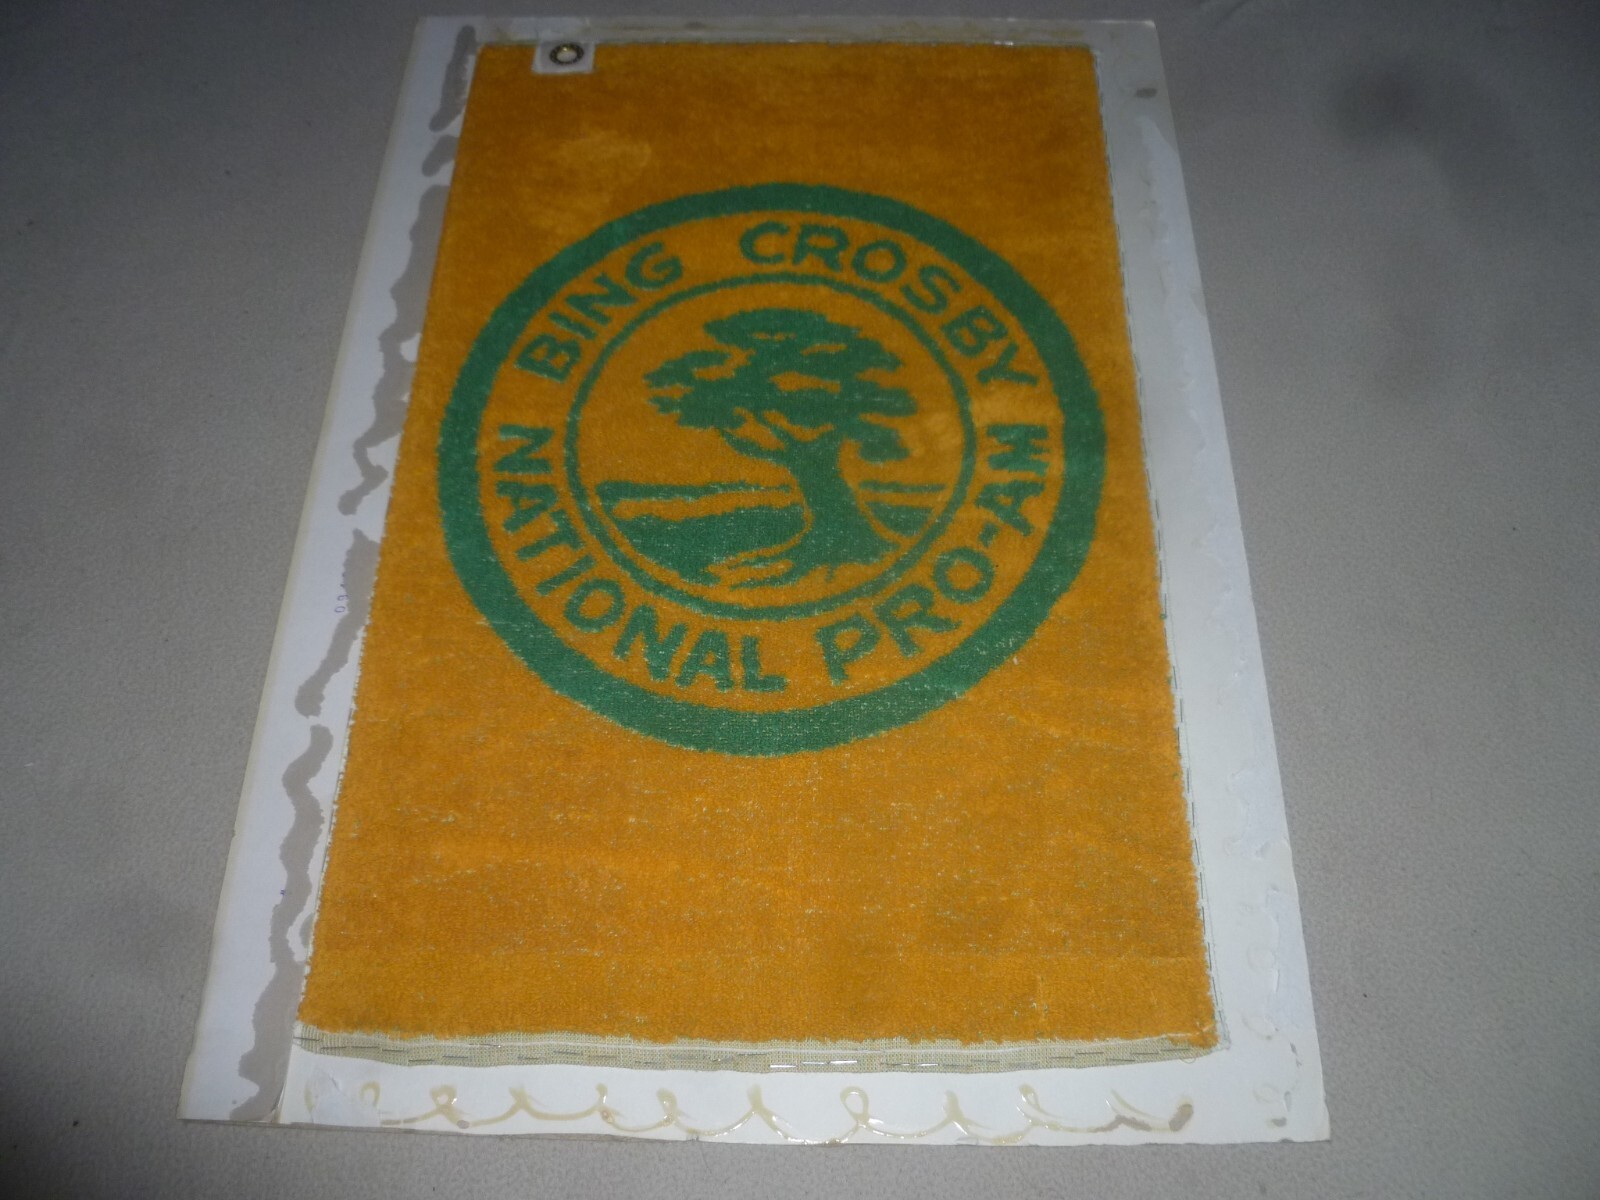 BING CROSBY
NATIONAL PRO-AM